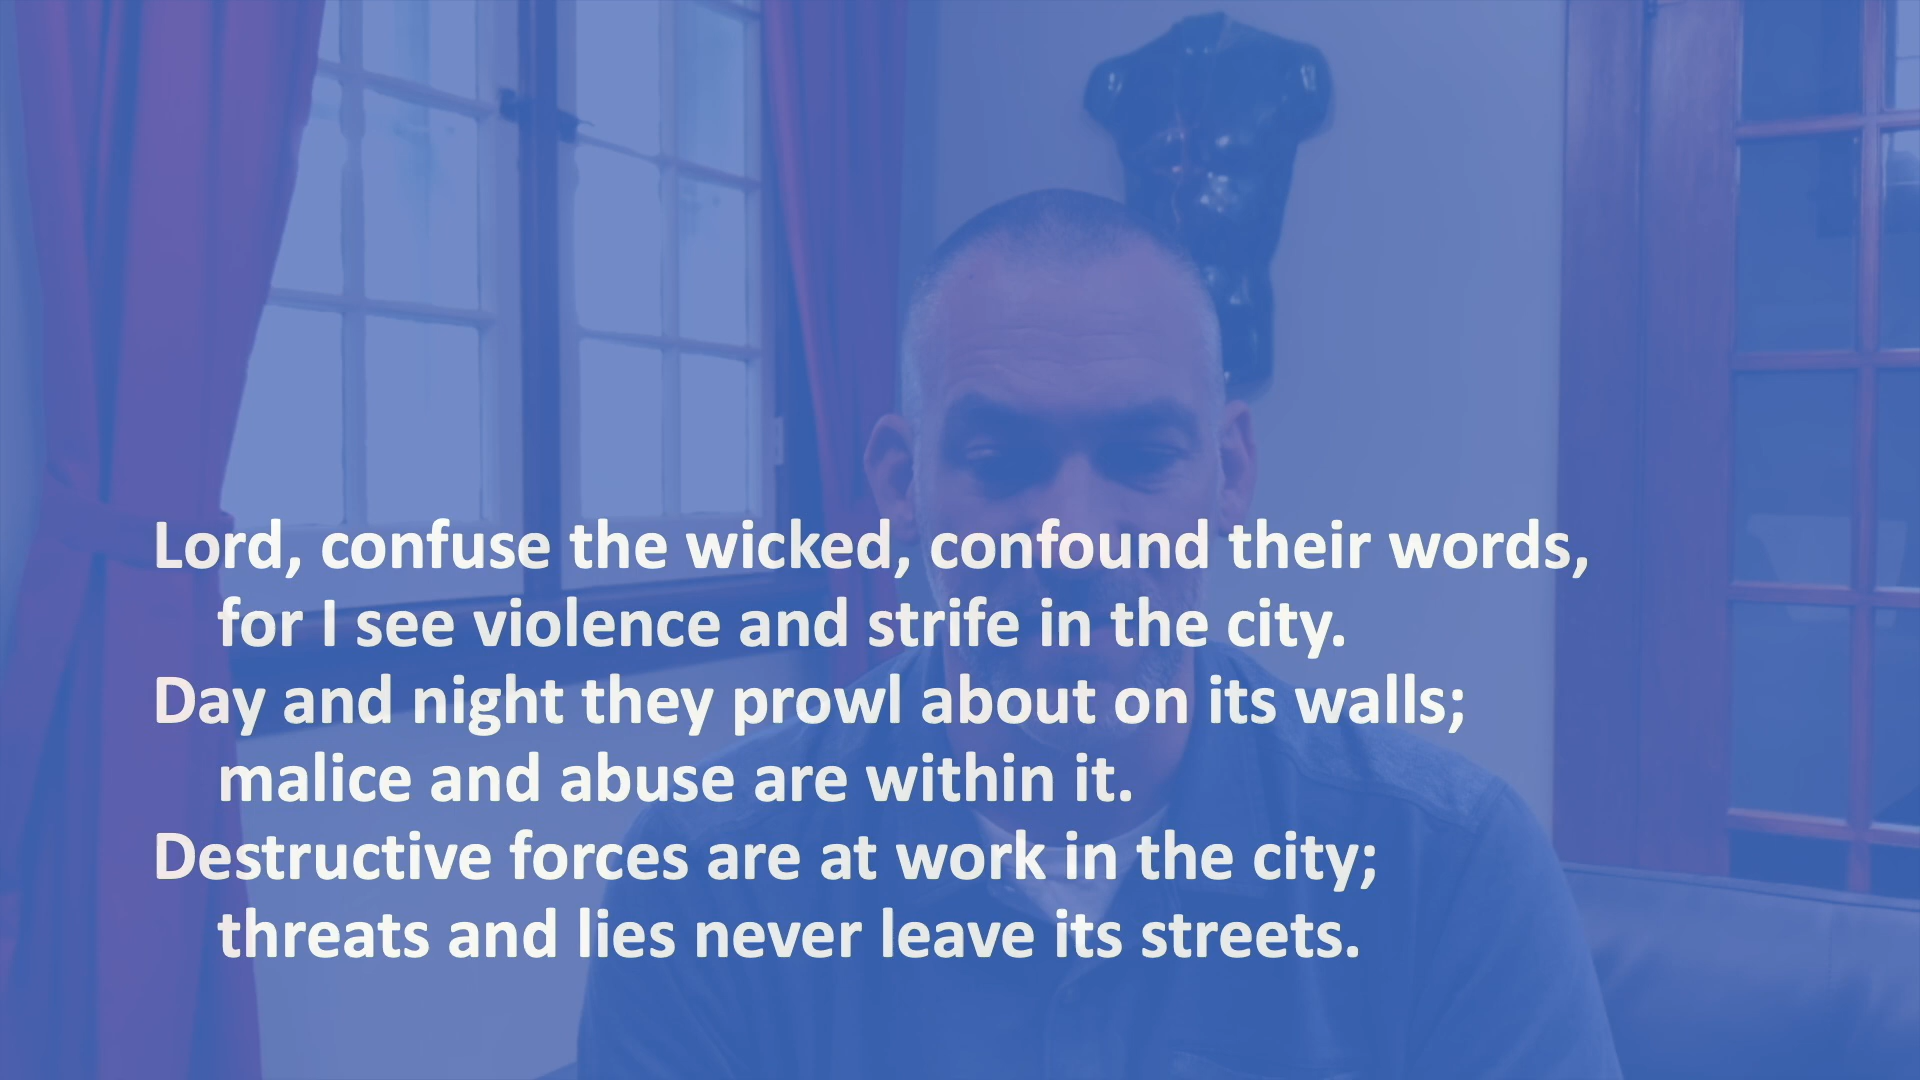 Lord, confuse the wicked, confound their words,
for I see violence and strife in the city.
Day and night they prowl about on its walls;
malice and abuse are within it.
Destructive forces are at work in the city;
threats and lies never leave its streets.